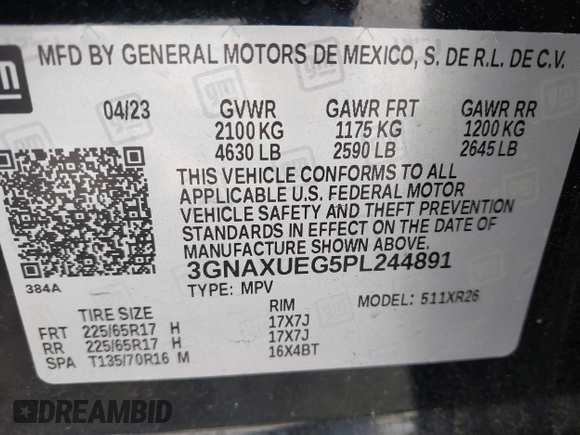 gm
MFD BY GENERAL MOTORS DE MEXICO, S. DE R.L. DE C.V.
04/23 GVWR GAWR FRT GAWR RR
2100 KG 1175 KG 1200 KG
4630 LB 2590 LB 2645 LB
THIS VEHICLE CONFORMS TO ALL
APPLICABLE U.S. FEDERAL MOTOR
VEHICLE SAFETY AND THEFT PREVENTION
STANDARDS IN EFFECT ON THE DATE OF
MANUFACTURE SHOWN ABOVE.
384A 3GNAXUEG5PL244891
TYPE: MPV MODEL: 511XR26
TIRE SIZE RIM
FRT 225/65R17 H 17X7J
RR 225/65R17 H 17X7J
SPA T135/70R16 M 16X4BT
DREAMBID